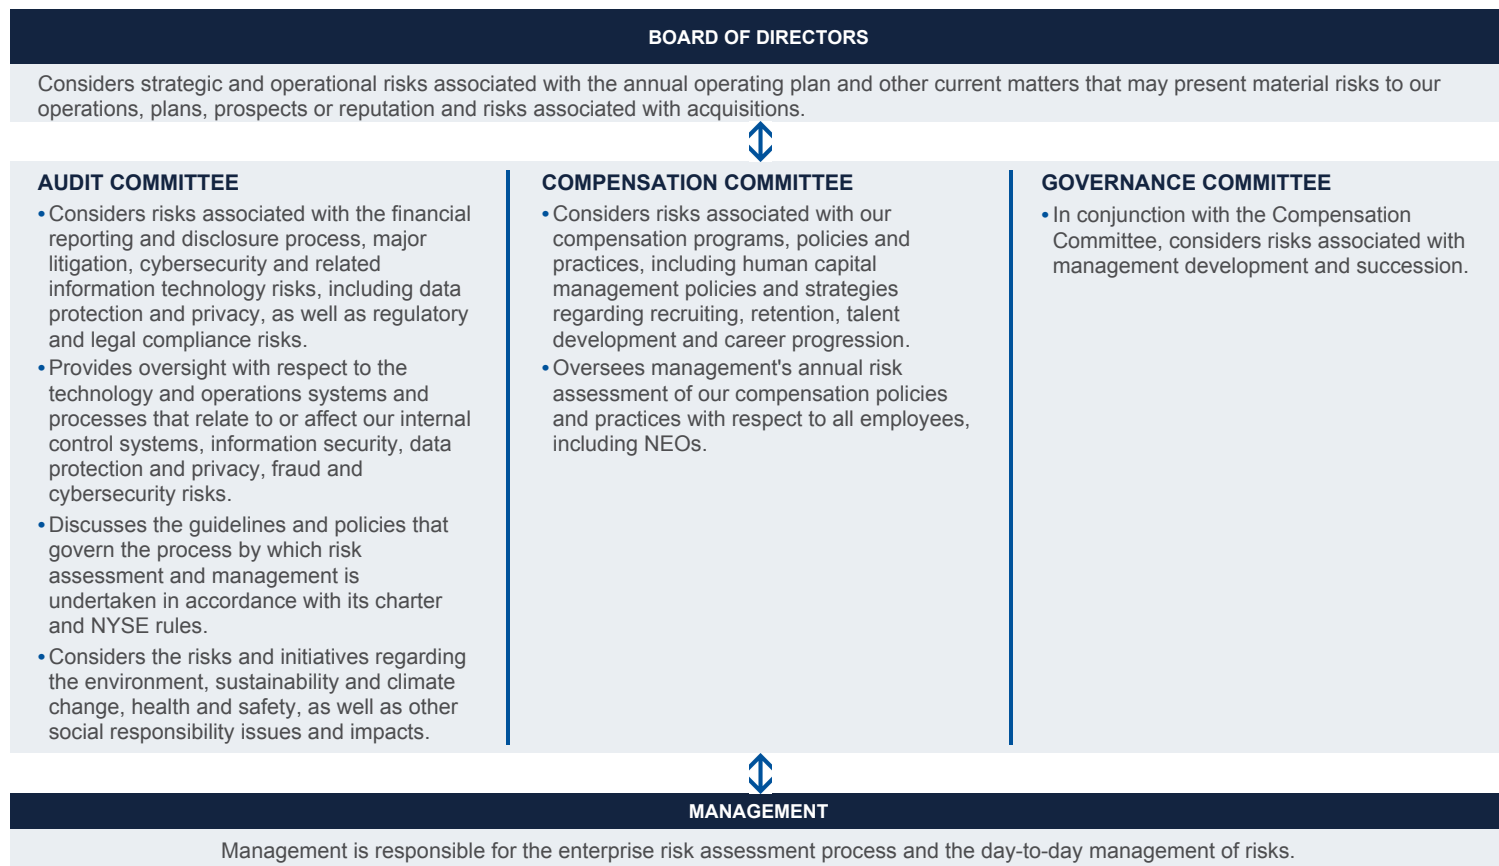 BOARD OF DIRECTORS
Considers strategic and operational risks associated with the annual operating plan and other current matters that may present material risks to our
operations, plans, prospects or reputation and risks associated with acquisitions.
AUDIT COMMITTEE
•Considers risks associated with the financial
reporting and disclosure process, major
litigation, cybersecurity and related
information technology risks, including data
protection and privacy, as well as regulatory
and legal compliance risks.
•Provides oversight with respect to the
technology and operations systems and
processes that relate to or affect our internal
control systems, information security, data
protection and privacy, fraud and
cybersecurity risks.
•Discusses the guidelines and policies that
govern the process by which risk
assessment and management is
undertaken in accordance with its charter
and NYSE rules.
•Considers the risks and initiatives regarding
the environment, sustainability and climate
change, health and safety, as well as other
social responsibility issues and impacts.
COMPENSATION COMMITTEE
•Considers risks associated with our
compensation programs, policies and
practices, including human capital
management policies and strategies
regarding recruiting, retention, talent
development and career progression.
•Oversees management's annual risk
assessment of our compensation policies
and practices with respect to all employees,
including NEOs.
GOVERNANCE COMMITTEE
•In conjunction with the Compensation
Committee, considers risks associated with
management development and succession.
MANAGEMENT
Management is responsible for the enterprise risk assessment process and the day-to-day management of risks.